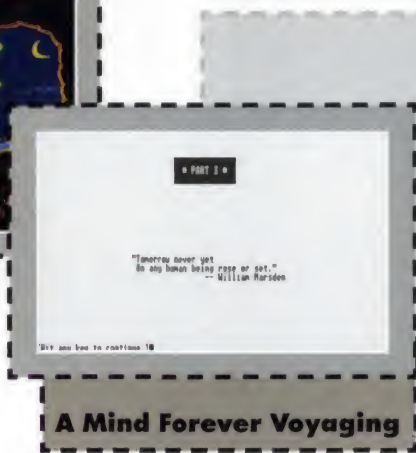 • PART I •
"Tomorrow never yet
On any human being rose or set."
-- William Marsden
Hit any key to continue
A Mind Forever Voyaging